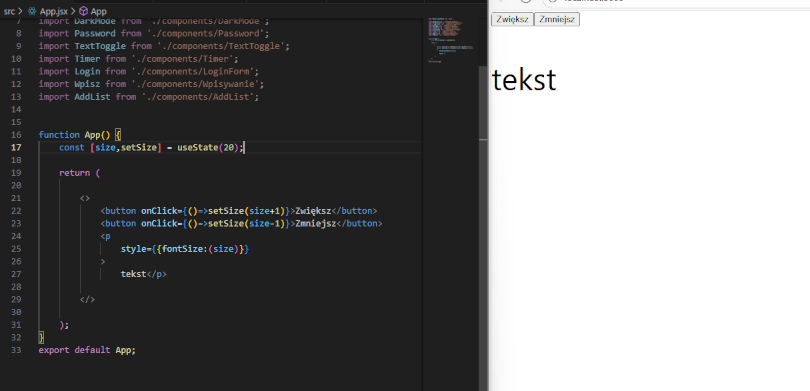 src > App.jsx > App
7 import DarkMode from './components/DarkMode';
8 import Password from './components/Password';
9 import TextToggle from './components/TextToggle';
10 import Timer from './components/Timer';
11 import Login from './components/LoginForm';
12 import Wpisz from './components/Wpisywanie';
13 import AddList from './components/AddList';
14
15
16 function App() {
17 const [size,setSize] = useState(20);
18
19 return (
20
21 <>
22 <button onClick={()=>setSize(size+1)}>Zwiększ</button>
23 <button onClick={()=>setSize(size-1)}>Zmniejsz</button>
24 <p
25 style={{fontSize:(size)}}
26 >
27 tekst</p>
28
29 </>
30
31 );
32 }
33 export default App;
Zwiększ Zmniejsz
tekst